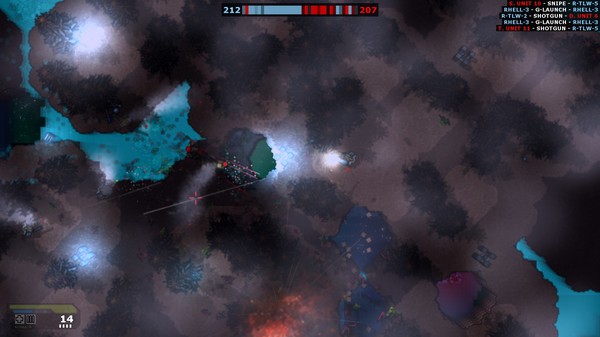 212 207
S. UNIT 10 - SNIPE - R-TLW-5
RHELL-3 - G-LAUNCH - RHELL-3
R-TLW-2 - SHOTGUN - D. UNIT 6
RHELL-3 - G-LAUNCH - RHELL-3
T. UNIT 11 - SHOTGUN - R-TLW-5
14